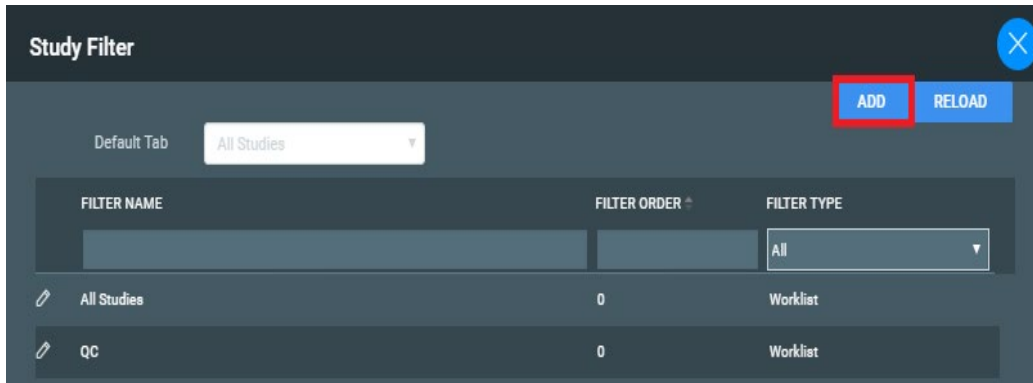 Study Filter
ADD RELOAD
Default Tab All Studies
FILTER NAME FILTER ORDER FILTER TYPE
All
All Studies 0 Worklist
QC 0 Worklist